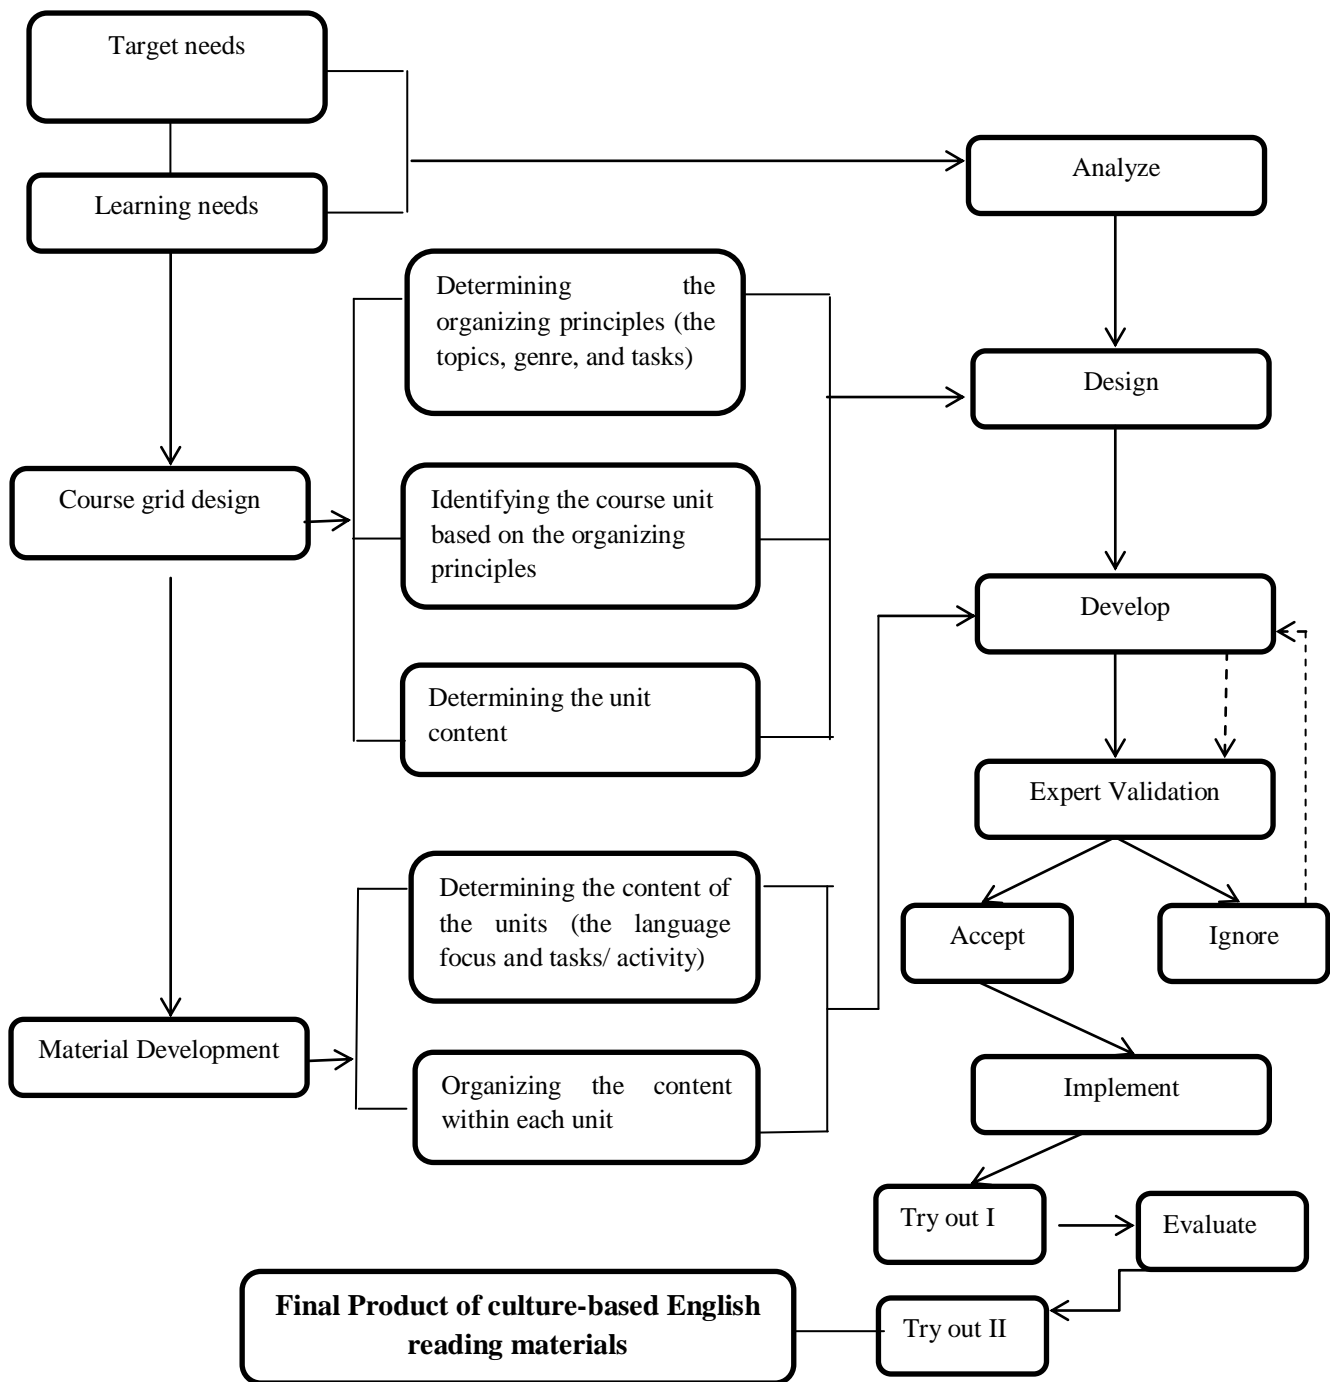 Target needs
Learning needs
Analyze
Determining the
organizing principles (the
topics, genre, and tasks)
Design
Course grid design
Identifying the course unit
based on the organizing
principles
Develop
Determining the unit
content
Expert Validation
Determining the content of
the units (the language
focus and tasks/ activity)
Accept
Ignore
Material Development
Organizing the content
within each unit
Implement
Try out I
Evaluate
Final Product of culture-based English
reading materials
Try out II